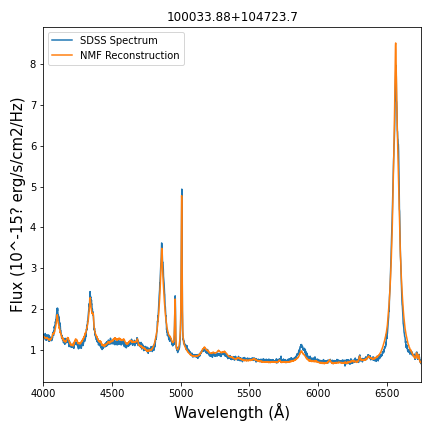 100033.88+104723.7
SDSS Spectrum
NMF Reconstruction
8
7
6
5
4
3
2
1
Flux (10^-15? erg/s/cm2/Hz)
4000 4500 5000 5500 6000 6500
Wavelength (Å)